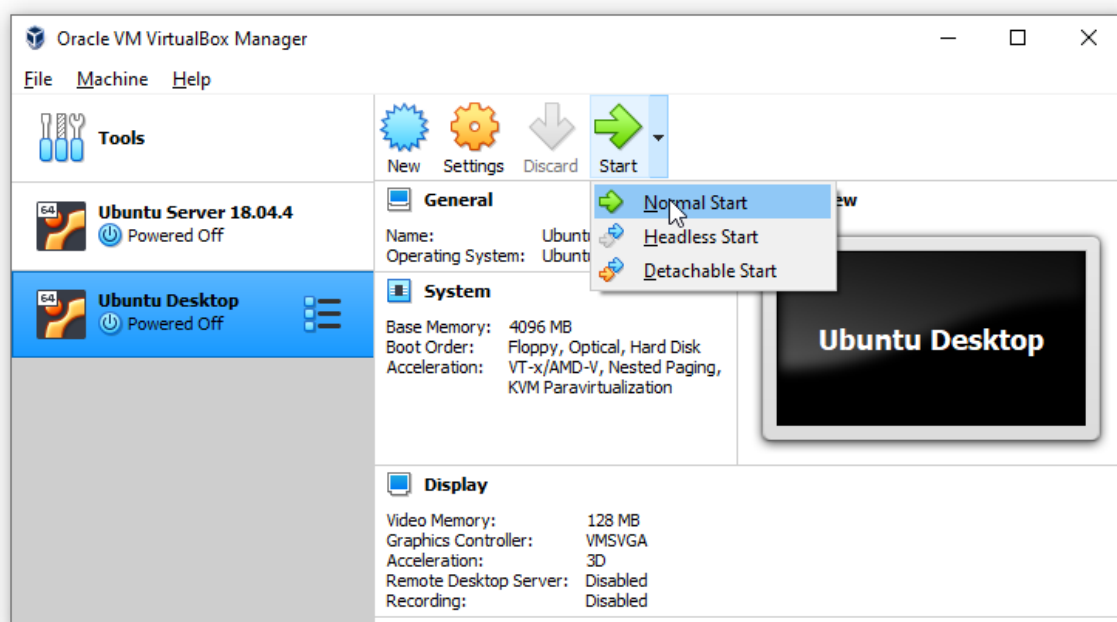 Oracle VM VirtualBox Manager
File Machine Help
Tools
New Settings Discard Start
64 Ubuntu Server 18.04.4
Powered Off
64 Ubuntu Desktop
Powered Off
Normal Start
Headless Start
Detachable Start
General
Name:
Operating System:
System
Base Memory: 4096 MB
Boot Order: Floppy, Optical, Hard Disk
Acceleration: VT-x/AMD-V, Nested Paging,
KVM Paravirtualization
Ubuntu Desktop
Display
Video Memory: 128 MB
Graphics Controller: VMSVGA
Acceleration: 3D
Remote Desktop Server: Disabled
Recording: Disabled